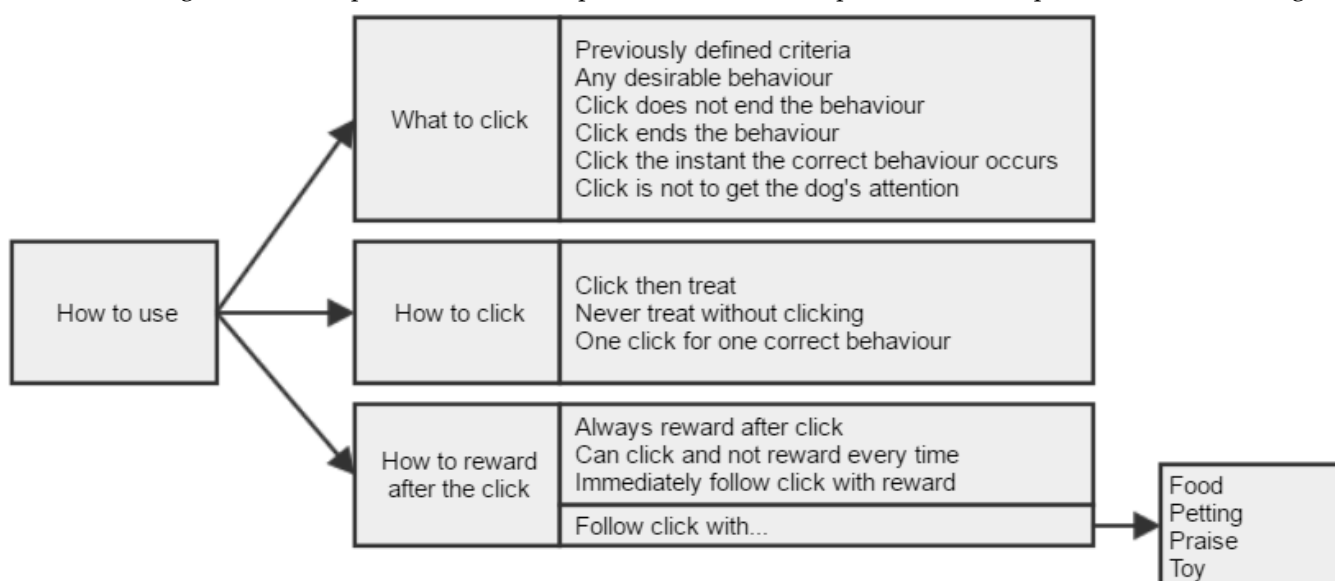 How to use
What to click
Previously defined criteria
Any desirable behaviour
Click does not end the behaviour
Click ends the behaviour
Click the instant the correct behaviour occurs
Click is not to get the dog's attention
How to click
Click then treat
Never treat without clicking
One click for one correct behaviour
How to reward
after the click
Always reward after click
Can click and not reward every time
Immediately follow click with reward
Follow click with...
Food
Petting
Praise
Toy